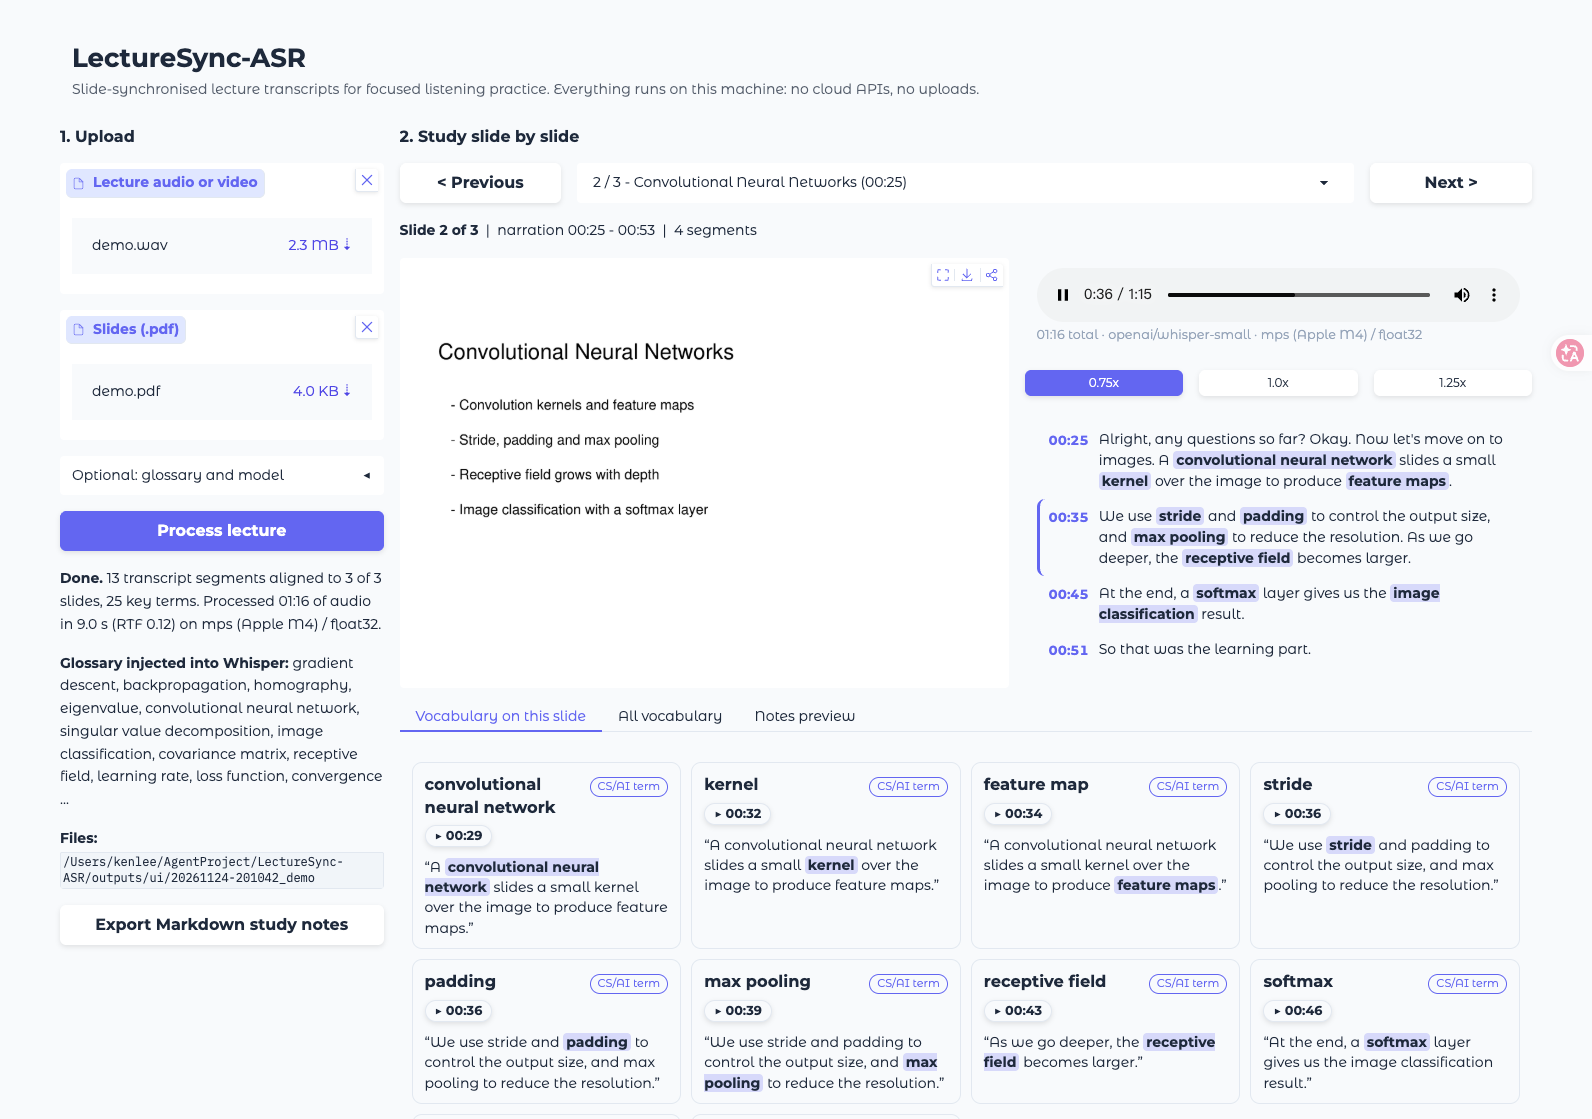 LectureSync-ASR
Slide-synchronised lecture transcripts for focused listening practice. Everything runs on this machine: no cloud APIs, no uploads.
1. Upload
Lecture audio or video
demo.wav 2.3 MB ↓
Slides (.pdf)
demo.pdf 4.0 KB ↓
Optional: glossary and model
Process lecture
Done. 13 transcript segments aligned to 3 of 3
slides, 25 key terms. Processed 01:16 of audio
in 9.0 s (RTF 0.12) on mps (Apple M4) / float32.
Glossary injected into Whisper: gradient
descent, backpropagation, homography,
eigenvalue, convolutional neural network,
singular value decomposition, image
classification, covariance matrix, receptive
field, learning rate, loss function, convergence
...
Files:
/Users/kenlee/AgentProject/LectureSync-
ASR/outputs/ui/20261124-201042_demo
Export Markdown study notes
2. Study slide by slide
< Previous
2 / 3 - Convolutional Neural Networks (00:25)
Next >
Slide 2 of 3 | narration 00:25 - 00:53 | 4 segments
Convolutional Neural Networks
- Convolution kernels and feature maps
- Stride, padding and max pooling
- Receptive field grows with depth
- Image classification with a softmax layer
0:36 / 1:15
01:16 total · openai/whisper-small · mps (Apple M4) / float32
0.75x 1.0x 1.25x
00:25 Alright, any questions so far? Okay. Now let's move on to
images. A convolutional neural network slides a small
kernel over the image to produce feature maps.
00:35 We use stride and padding to control the output size,
and max pooling to reduce the resolution. As we go
deeper, the receptive field becomes larger.
00:45 At the end, a softmax layer gives us the image
classification result.
00:51 So that was the learning part.
Vocabulary on this slide All vocabulary Notes preview
convolutional
neural network
CS/AI term
▸ 00:29
“A convolutional neural
network slides a small kernel
over the image to produce feature
maps.”
kernel
CS/AI term
▸ 00:32
“A convolutional neural network
slides a small kernel over the
image to produce feature maps.”
feature map
CS/AI term
▸ 00:34
“A convolutional neural network
slides a small kernel over the
image to produce feature maps.”
stride
CS/AI term
▸ 00:36
“We use stride and padding to
control the output size, and max
pooling to reduce the resolution.”
padding
CS/AI term
▸ 00:36
“We use stride and padding to
control the output size, and max
pooling to reduce the resolution.”
max pooling
CS/AI term
▸ 00:39
“We use stride and padding to
control the output size, and max
pooling to reduce the resolution.”
receptive field
CS/AI term
▸ 00:43
“As we go deeper, the receptive
field becomes larger.”
softmax
CS/AI term
▸ 00:46
“At the end, a softmax layer
gives us the image classification
result.”